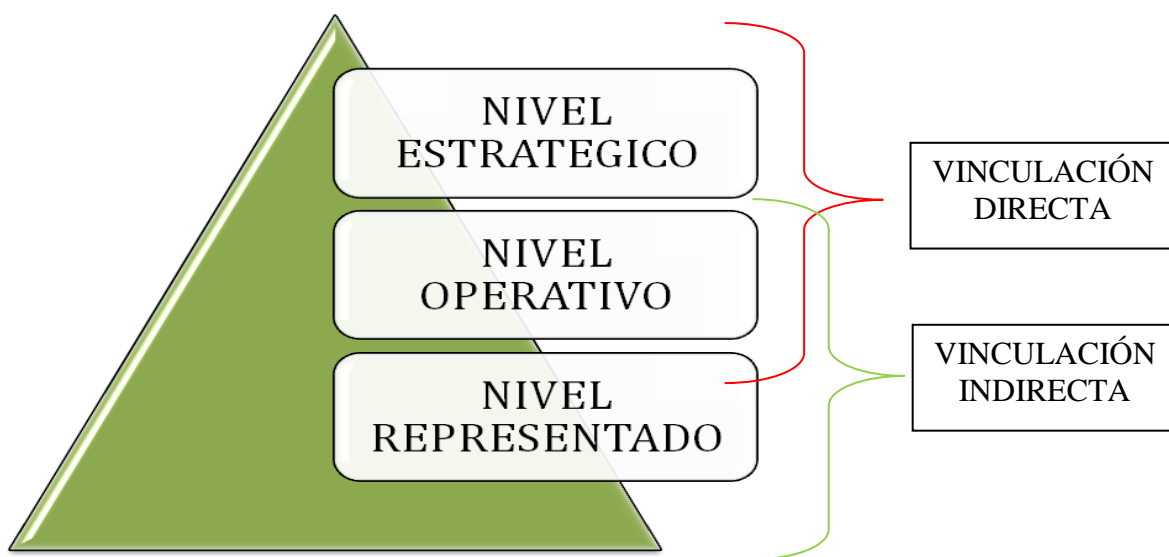 NIVEL
ESTRATEGICO
NIVEL
OPERATIVO
NIVEL
REPRESENTADO
VINCULACIÓN
DIRECTA
VINCULACIÓN
INDIRECTA